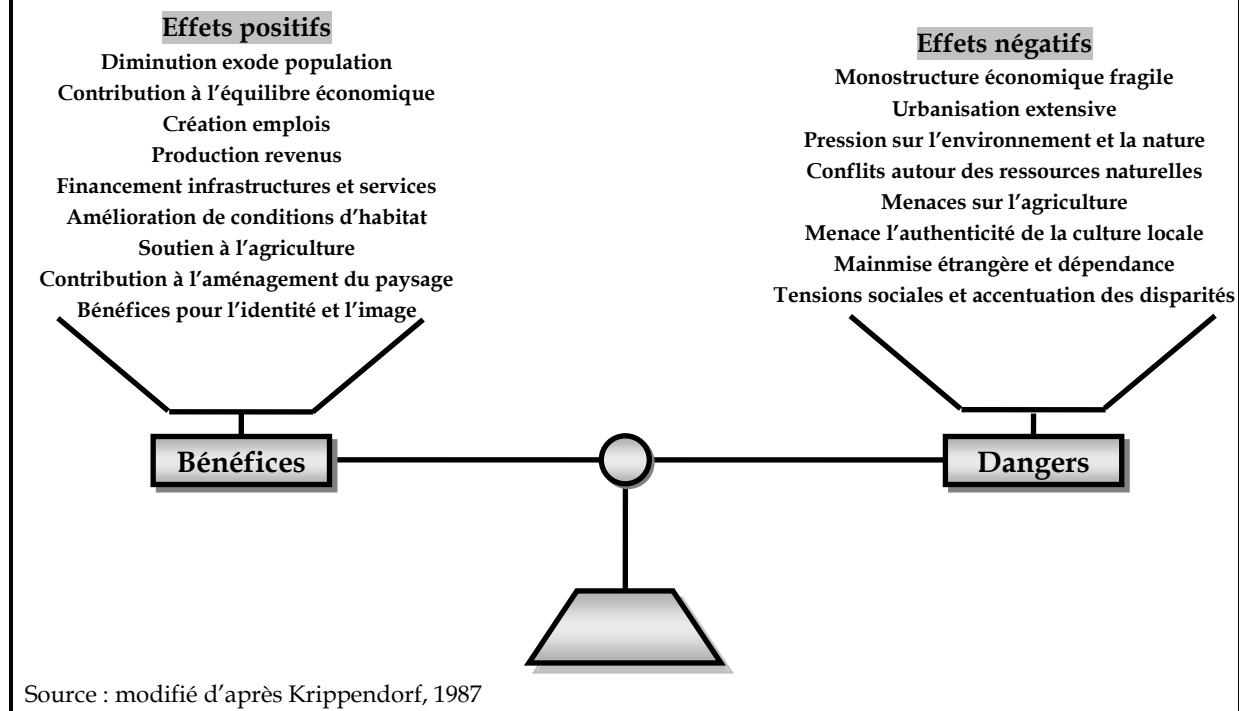 Effets positifs
Diminution exode population
Contribution à l’équilibre économique
Création emplois
Production revenus
Financement infrastructures et services
Amélioration de conditions d’habitat
Soutien à l’agriculture
Contribution à l’aménagement du paysage
Bénéfices pour l’identité et l’image
Effets négatifs
Monostructure économique fragile
Urbanisation extensive
Pression sur l’environnement et la nature
Conflits autour des ressources naturelles
Menaces sur l’agriculture
Menace l’authenticité de la culture locale
Mainmise étrangère et dépendance
Tensions sociales et accentuation des disparités
Bénéfices
Dangers
Source : modifié d’après Krippendorf, 1987